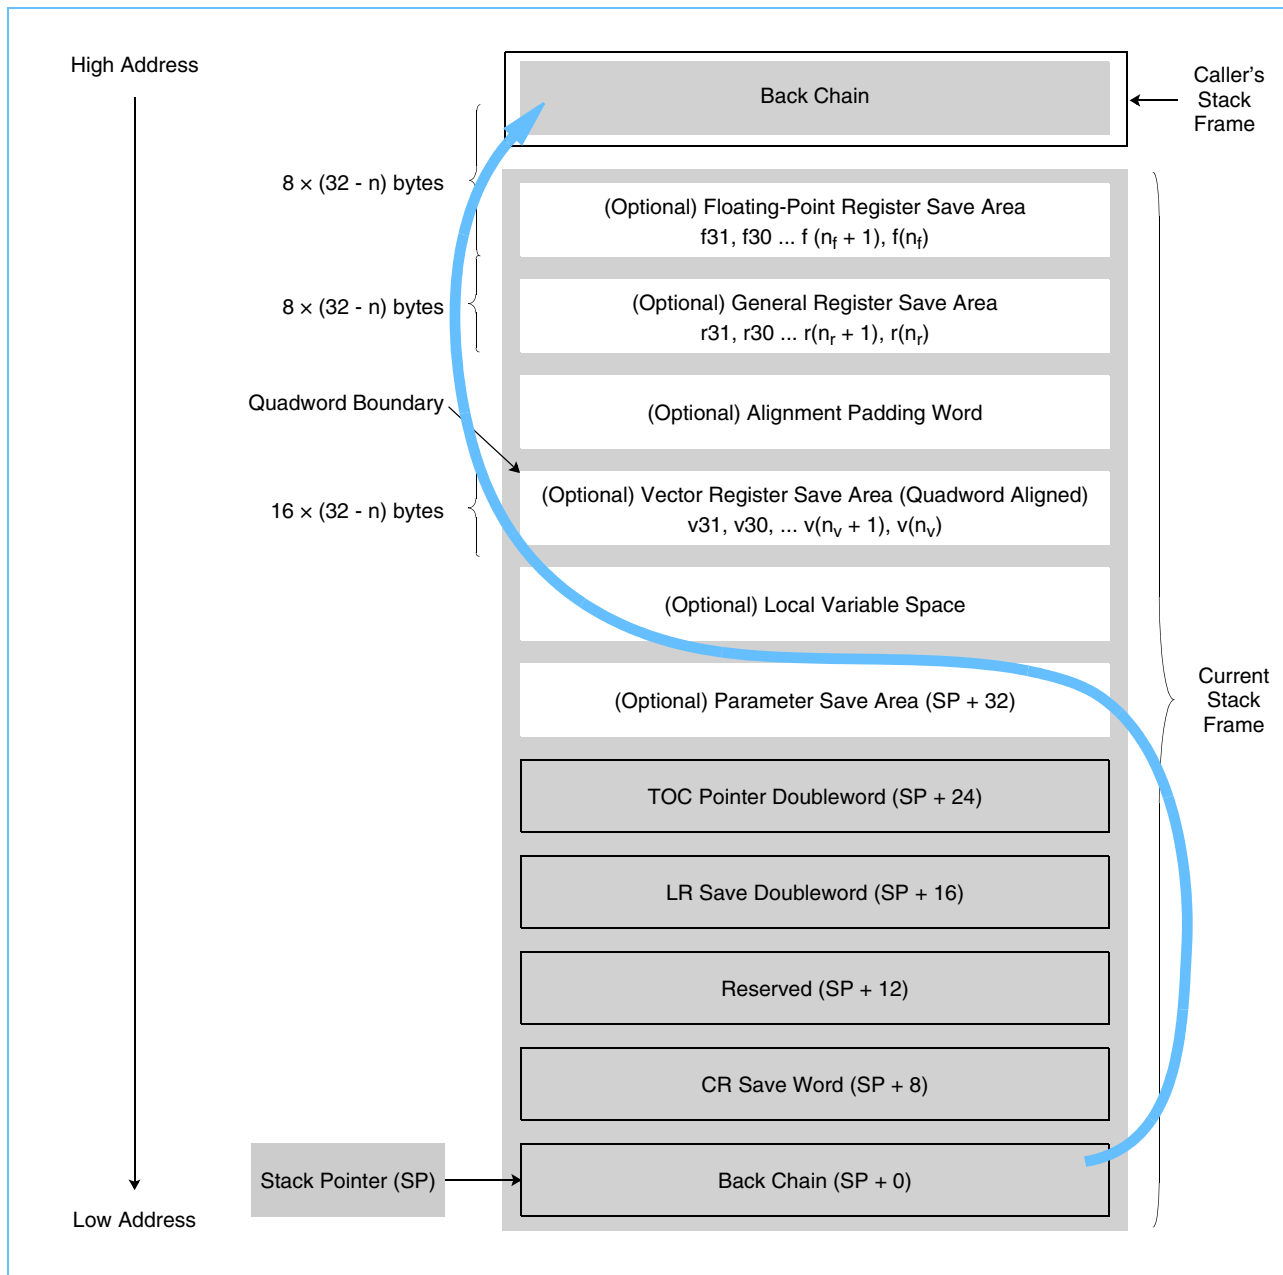 High Address
Back Chain
Caller's
Stack
Frame
8 × (32 - n) bytes
(Optional) Floating-Point Register Save Area
f31, f30 ... f (nf + 1), f(nf)
8 × (32 - n) bytes
(Optional) General Register Save Area
r31, r30 ... r(nr + 1), r(nr)
Quadword Boundary
(Optional) Alignment Padding Word
16 × (32 - n) bytes
(Optional) Vector Register Save Area (Quadword Aligned)
v31, v30, ... v(nv + 1), v(nv)
(Optional) Local Variable Space
(Optional) Parameter Save Area (SP + 32)
Current
Stack
Frame
TOC Pointer Doubleword (SP + 24)
LR Save Doubleword (SP + 16)
Reserved (SP + 12)
CR Save Word (SP + 8)
Stack Pointer (SP)
Back Chain (SP + 0)
Low Address